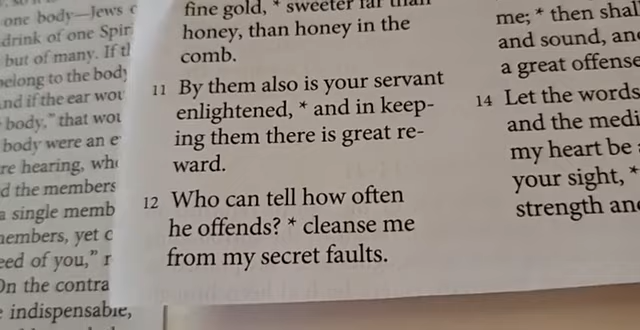 one body—Jews
drink of one Spir
but of many. If th
belong to the body
and if the ear wou
body," that wou
body were an e
re hearing, whe
d the members
a single memb
members, yet c
eed of you," r
On the contra
indispensable,
fine gold, * sweeter far than
honey, than honey in the
comb.
11 By them also is your servant
enlightened, * and in keep-
ing them there is great re-
ward.
12 Who can tell how often
he offends? * cleanse me
from my secret faults.
me; * then shal
and sound, and
a great offense
14 Let the words
and the medi
my heart be
your sight, *
strength and